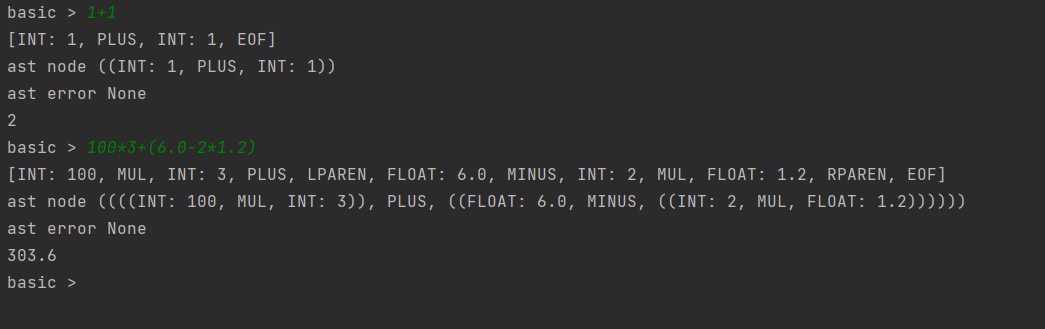 basic > 1+1
[INT: 1, PLUS, INT: 1, EOF]
ast node ((INT: 1, PLUS, INT: 1))
ast error None
2
basic > 100*3+(6.0-2*1.2)
[INT: 100, MUL, INT: 3, PLUS, LPAREN, FLOAT: 6.0, MINUS, INT: 2, MUL, FLOAT: 1.2, RPAREN, EOF]
ast node ((((INT: 100, MUL, INT: 3)), PLUS, ((FLOAT: 6.0, MINUS, ((INT: 2, MUL, FLOAT: 1.2))))))
ast error None
303.6
basic >